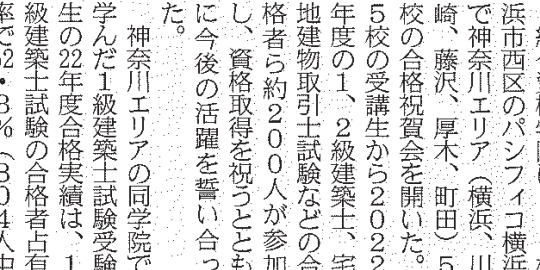 浜市西区のパシフィコ横浜
で神奈川エリア（横浜、川
崎、藤沢、厚木、町田）５
校の合格祝賀会を開いた。
５校の受講生から２０２２
年度の１、２級建築士、宅
地建物取引士試験などの合
格者ら約２００人が参加
し、資格取得を祝うととも
に今後の活躍を誓い合っ
た。
神奈川エリアの同学院で
学んだ１級建築士試験受験
生の22年度合格実績は、１
級建築士試験の合格者占有